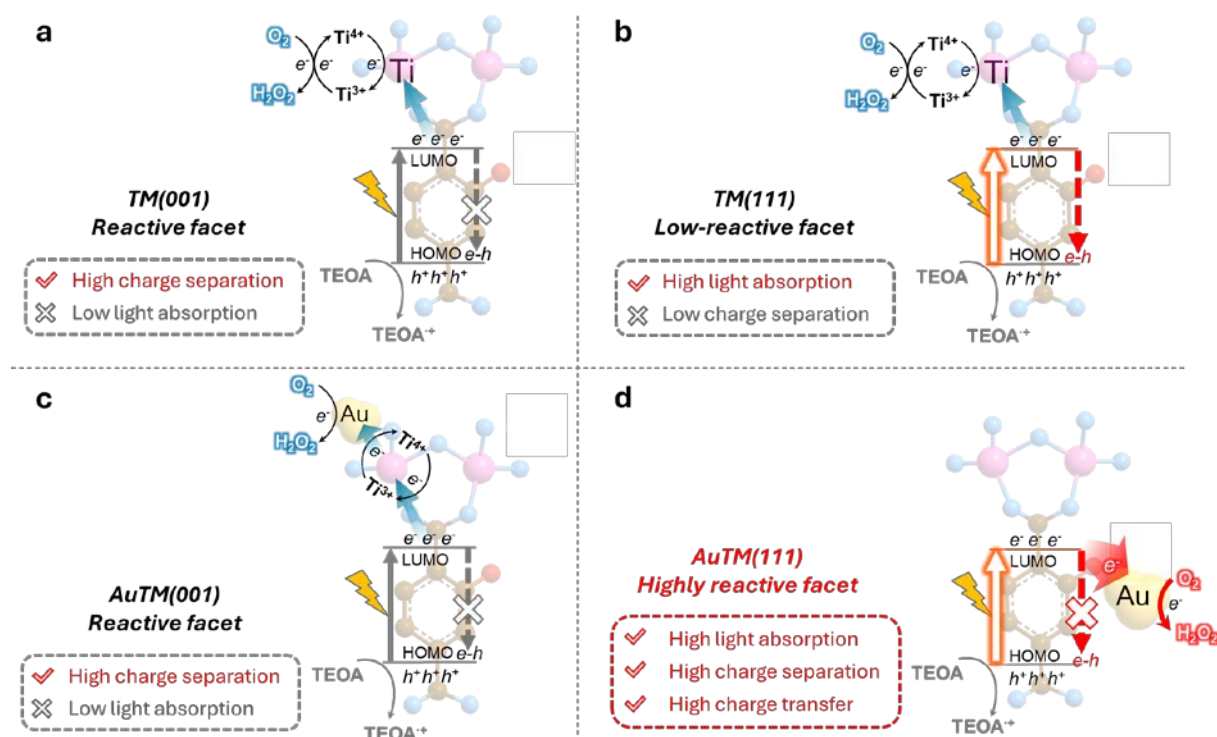 a
O₂
Ti⁴⁺
e⁻
e⁻
e⁻
Ti
H₂O₂
Ti³⁺
e⁻ e⁻ e⁻
LUMO
TM(001)
Reactive facet
HOMO
e-h
TEOA
h⁺ h⁺ h⁺
High charge separation
Low light absorption
TEOA·⁺
b
O₂
Ti⁴⁺
e⁻
e⁻
e⁻
Ti
H₂O₂
Ti³⁺
e⁻ e⁻ e⁻
LUMO
TM(111)
Low-reactive facet
HOMO
e-h
TEOA
h⁺ h⁺ h⁺
High light absorption
Low charge separation
TEOA·⁺
c
O₂
e⁻
Au
H₂O₂
Ti⁴⁺
e⁻
e⁻
Ti³⁺
e⁻ e⁻ e⁻
LUMO
AuTM(001)
Reactive facet
HOMO
e-h
TEOA
h⁺ h⁺ h⁺
High charge separation
Low light absorption
TEOA·⁺
d
e⁻ e⁻ e⁻
LUMO
e⁻
Au
O₂
e⁻
H₂O₂
AuTM(111)
Highly reactive facet
HOMO
e-h
TEOA
h⁺ h⁺ h⁺
High light absorption
High charge separation
High charge transfer
TEOA·⁺